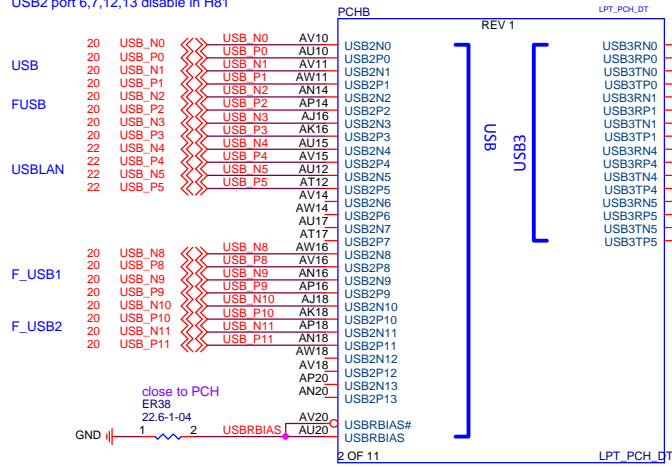 USB2 port 6,7,12,13 disable in H81
PCHB
LPT_PCH_DT
REV 1
20 USB_N0 USB_N0 AV10 USB2N0 USB3RN0
20 USB_P0 USB_P0 AU10 USB2P0 USB3RP0
USB 20 USB_N1 USB_N1 AV11 USB2N1 USB3TN0
20 USB_P1 USB_P1 AW11 USB2P1 USB3TP0
20 USB_N2 USB_N2 AN14 USB2N2 USB3RN1
FUSB 20 USB_P2 USB_P2 AP14 USB2P2 USB3RP1
20 USB_N3 USB_N3 AJ16 USB2N3 USB3TN1
20 USB_P3 USB_P3 AK16 USB2P3 USB3TP1
22 USB_N4 USB_N4 AU15 USB2N4 USB3RN4
22 USB_P4 USB_P4 AV15 USB2P4 USB3RP4
USBLAN 22 USB_N5 USB_N5 AU12 USB2N5 USB3TN4
22 USB_P5 USB_P5 AT12 USB2P5 USB3TP4
AV14 USB2N6 USB3RN5
AW14 USB2P6 USB3RP5
AU17 USB2N7 USB3TN5
AT17 USB2P7 USB3TP5
20 USB_N8 USB_N8 AW16 USB2N8
20 USB_P8 USB_P8 AV16 USB2P8
F_USB1 20 USB_N9 USB_N9 AN16 USB2N9
20 USB_P9 USB_P9 AP16 USB2P9
20 USB_N10 USB_N10 AJ18 USB2N10
F_USB2 20 USB_P10 USB_P10 AK18 USB2P10
20 USB_N11 USB_N11 AP18 USB2N11
20 USB_P11 USB_P11 AN18 USB2P11
AW18 USB2N12
AV18 USB2P12
AP20 USB2N13
AN20 USB2P13
USB
USB3
close to PCH
ER38
22.6-1-04
AV20 USBRBIAS#
GND 1 2 USBRBIAS AU20 USBRBIAS
2 OF 11
LPT_PCH_DT